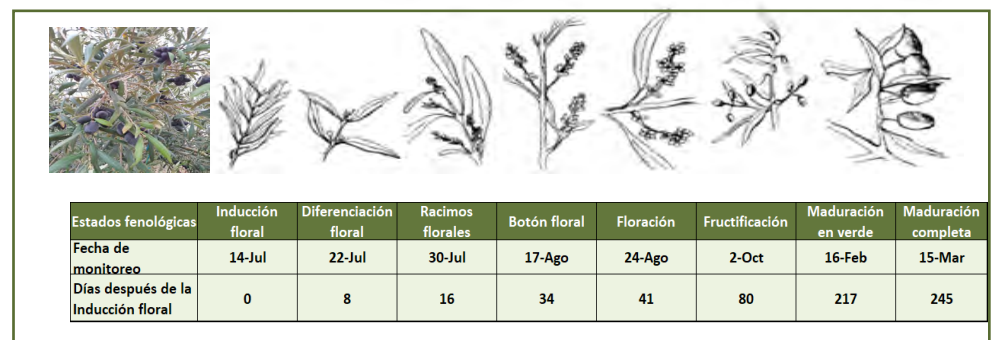 Estados fenológicas Inducción floral Diferenciación floral Racimos florales Botón floral Floración Fructificación Maduración en verde Maduración completa
Fecha de monitoreo 14-Jul 22-Jul 30-Jul 17-Ago 24-Ago 2-Oct 16-Feb 15-Mar
Días después de la Inducción floral 0 8 16 34 41 80 217 245